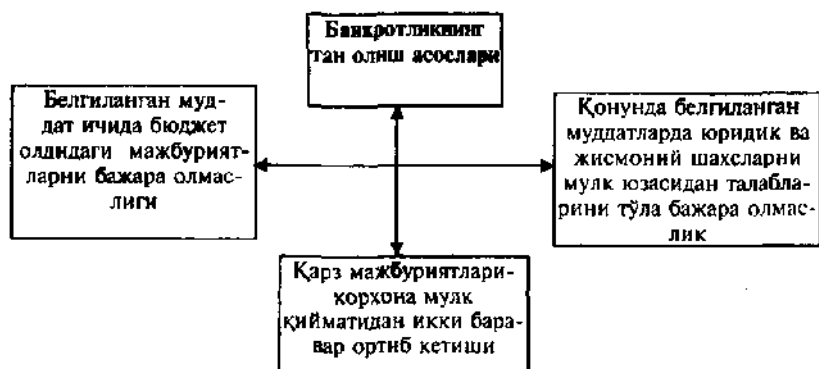 Банкротликнинг
тан олиш асослари
Белгиланган муд-
дат ичида бюджет
олдидаги мажбурият-
ларни бажара олмас-
лиги
Қонунда белгиланган
муддатларда юридик ва
жисмоний шахсларни
мулк юзасидан талабла-
рини тўла бажара олмас-
лик
Қарз мажбуриятлари-
корхона мулк
қийматидан икки бара-
вар ортиб кетиши